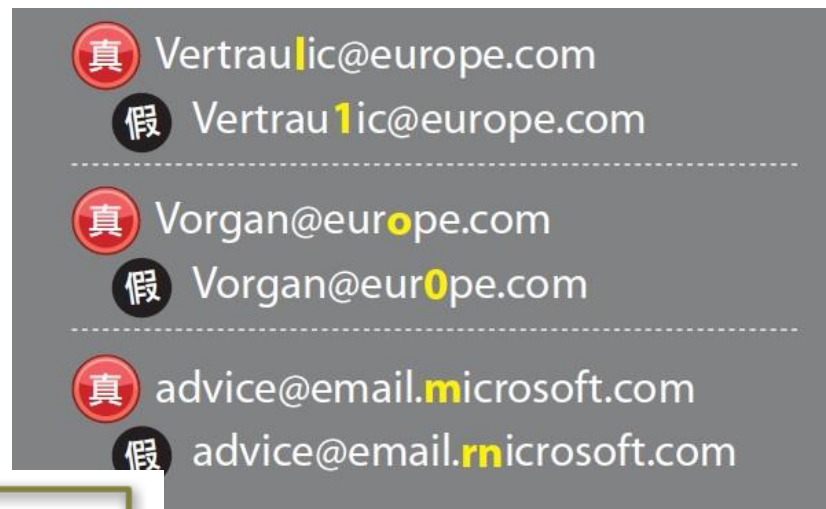 真 Vertraulic@europe.com
假 Vertrau1ic@europe.com
真 Vorgan@europe.com
假 Vorgan@eur0pe.com
真 advice@email.microsoft.com
假 advice@email.rnicrosoft.com